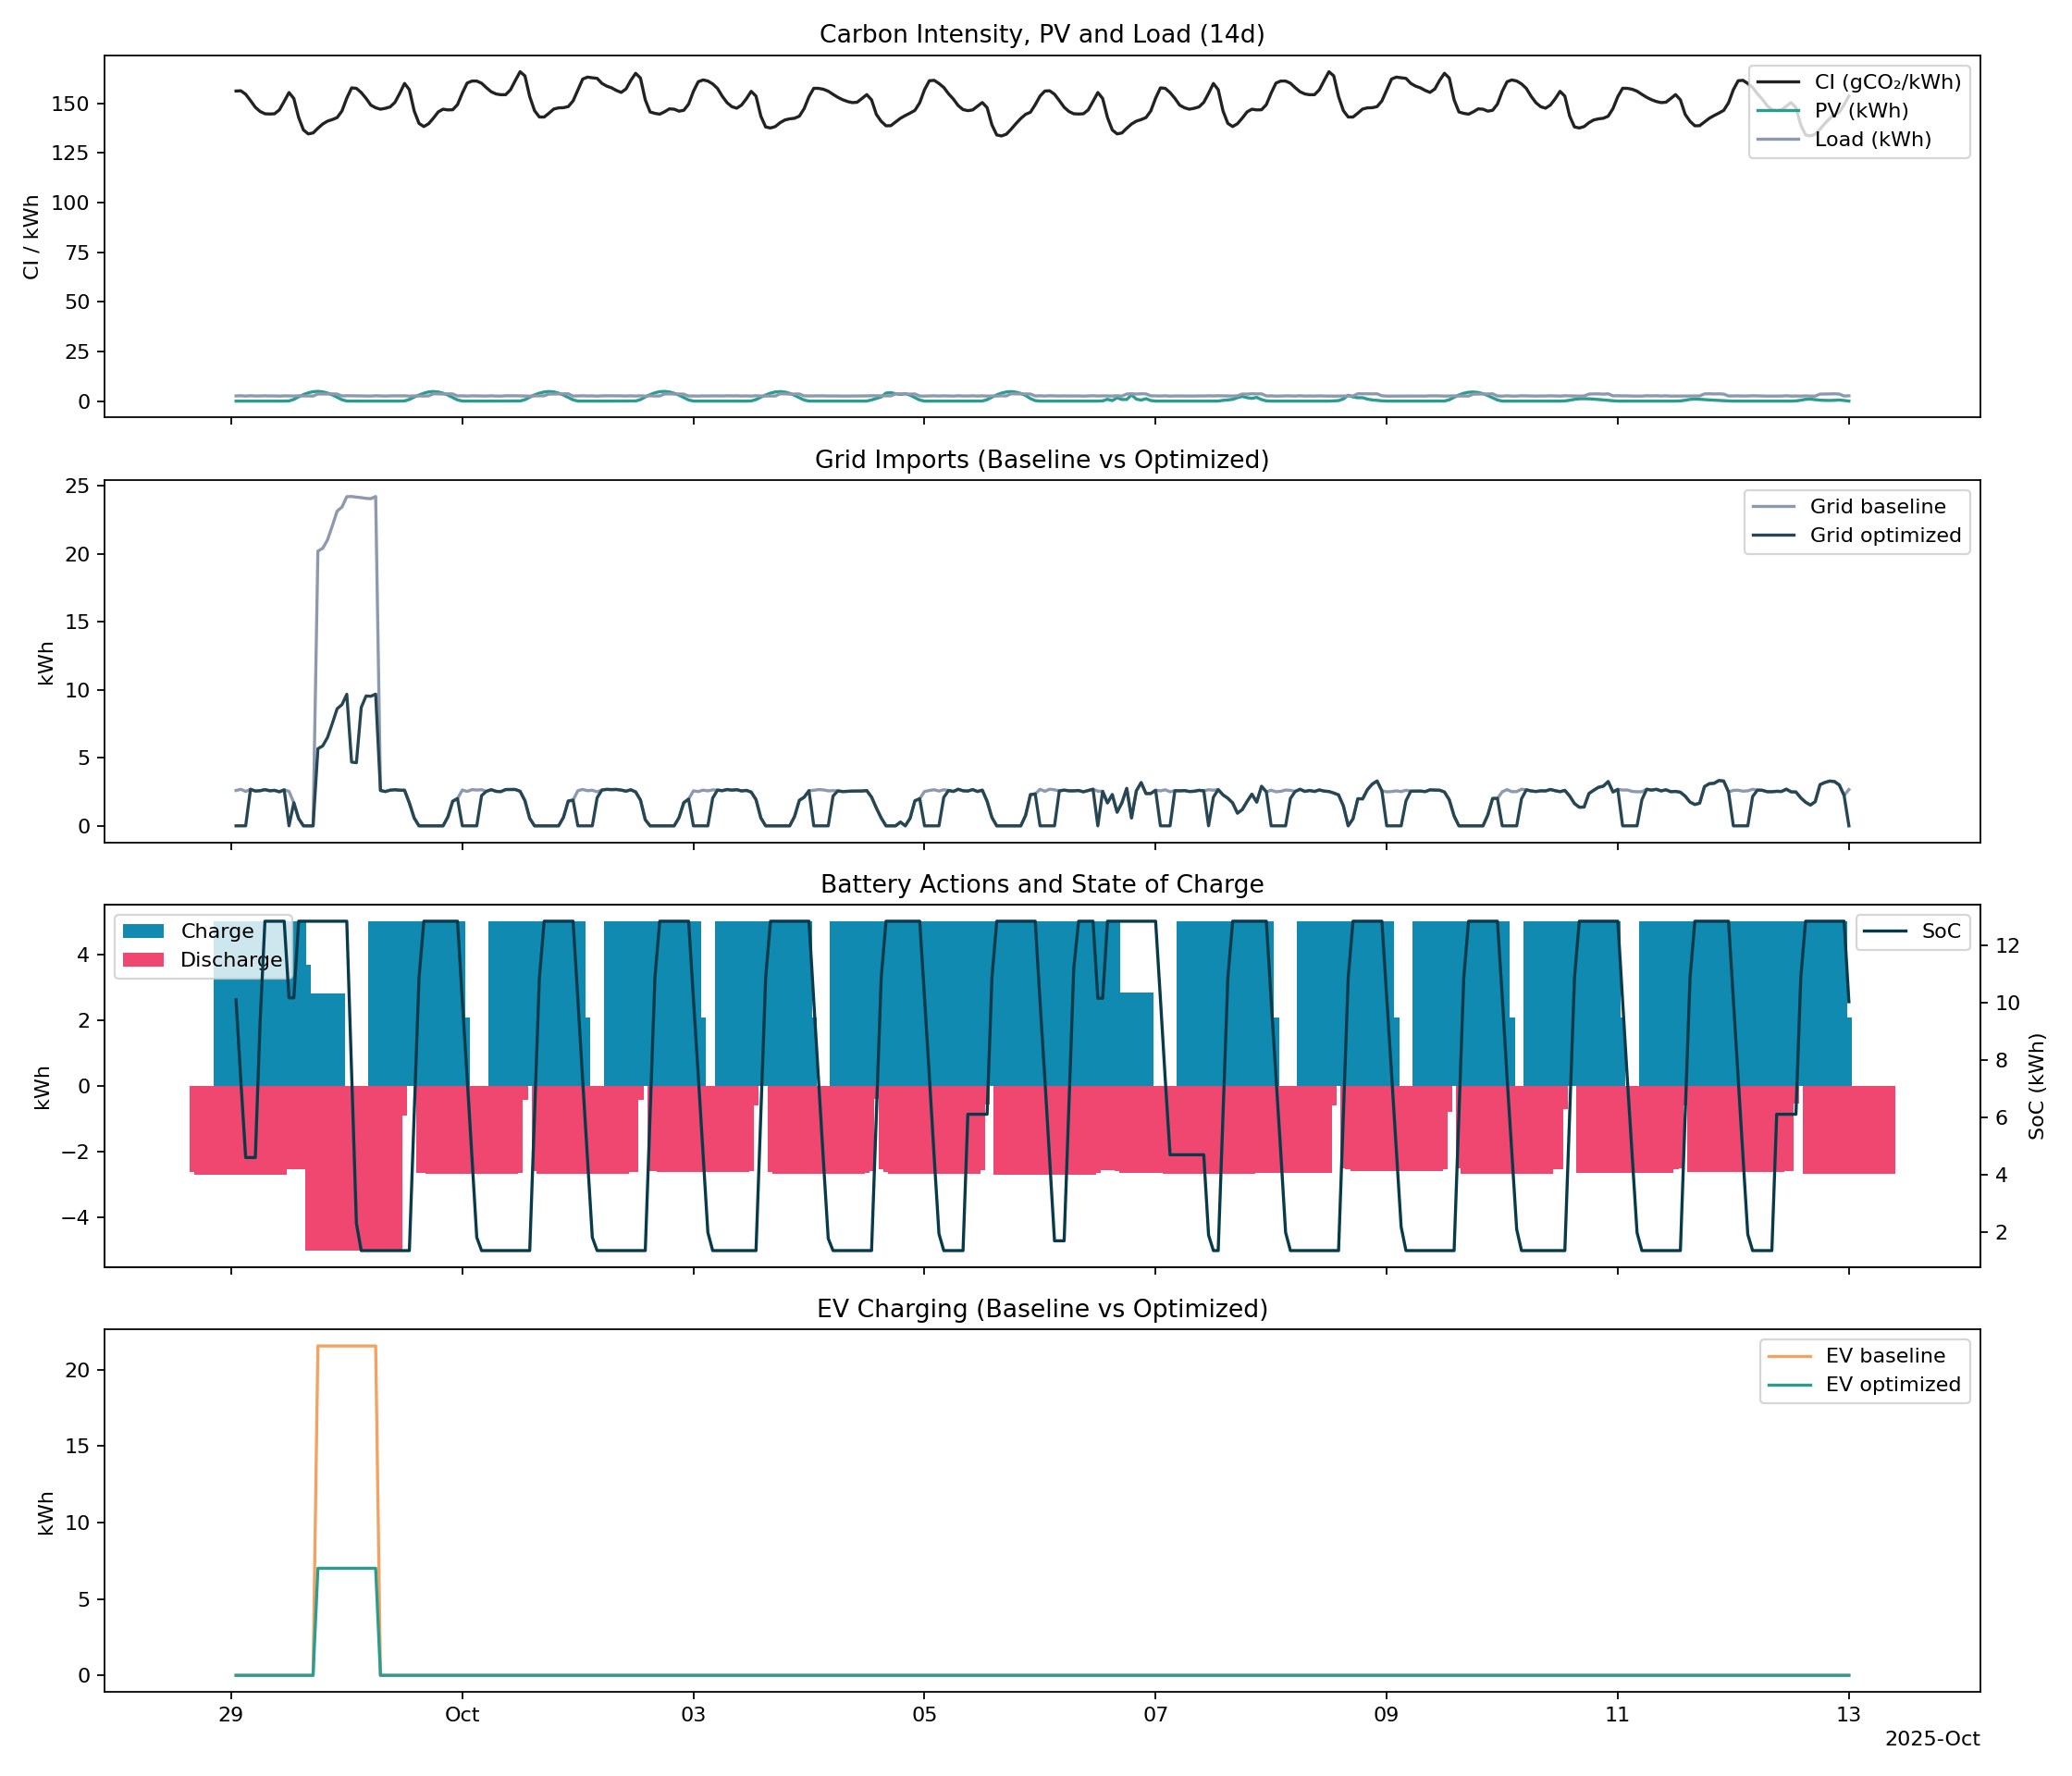 Carbon Intensity, PV and Load (14d)
CI / kWh
150
125
100
75
50
25
0
CI (gCO₂/kWh)
PV (kWh)
Load (kWh)
Grid Imports (Baseline vs Optimized)
kWh
25
20
15
10
5
0
Grid baseline
Grid optimized
Battery Actions and State of Charge
kWh
4
2
0
−2
−4
Charge
Discharge
SoC
12
10
8
6
4
2
SoC (kWh)
EV Charging (Baseline vs Optimized)
kWh
20
15
10
5
0
EV baseline
EV optimized
29 Oct 03 05 07 09 11 13
2025-Oct